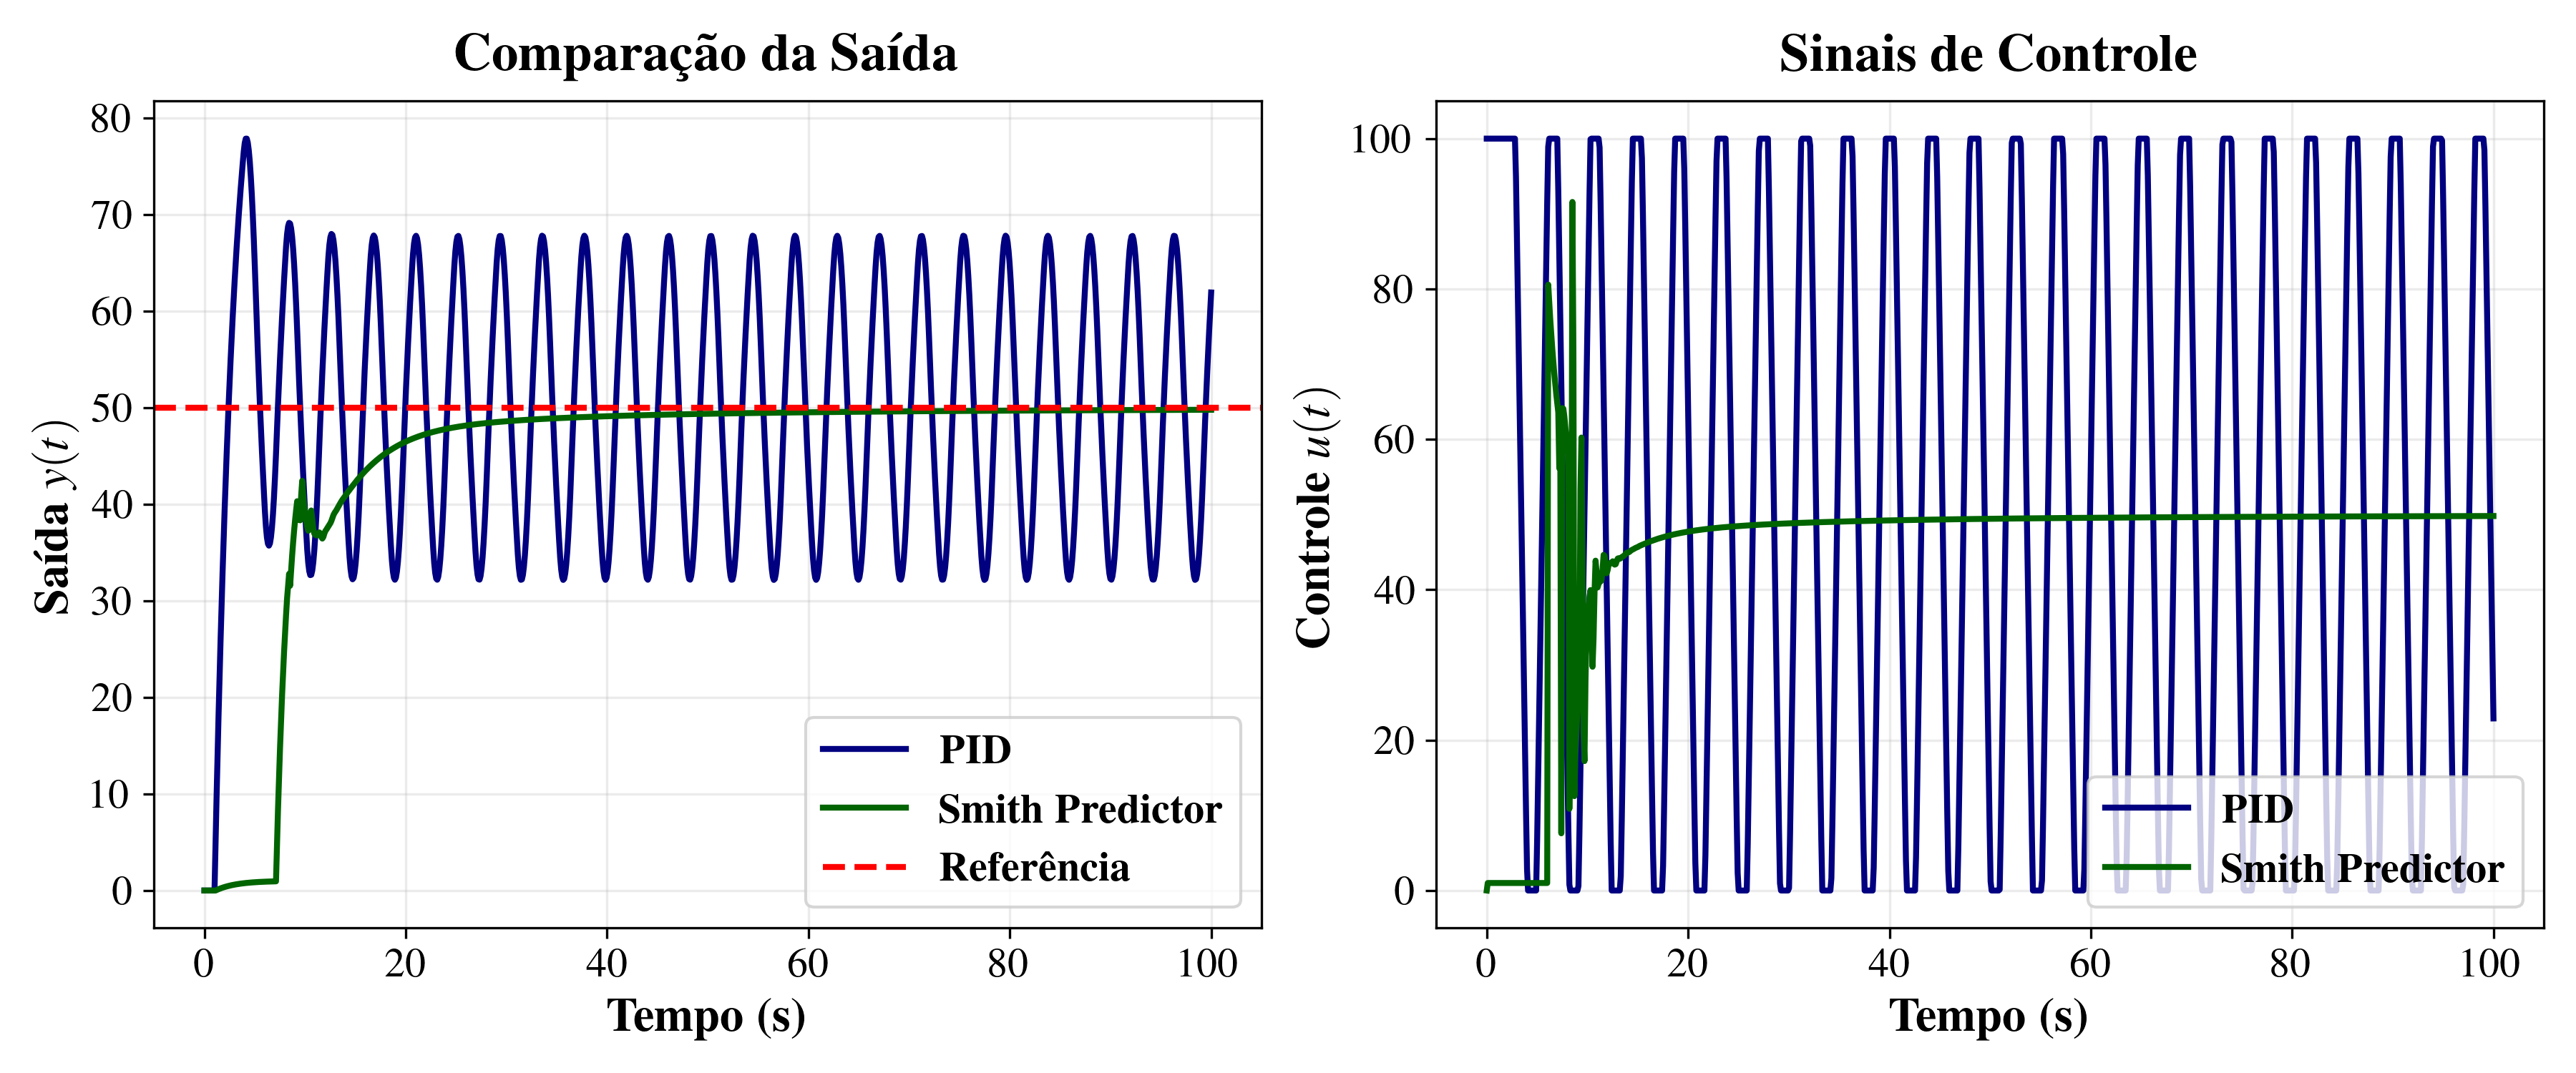 Comparação da Saída
Saída y(t)
80
70
60
50
40
30
20
10
0
0 20 40 60 80 100
Tempo (s)
PID
Smith Predictor
Referência
Sinais de Controle
Controle u(t)
100
80
60
40
20
0
0 20 40 60 80 100
Tempo (s)
PID
Smith Predictor